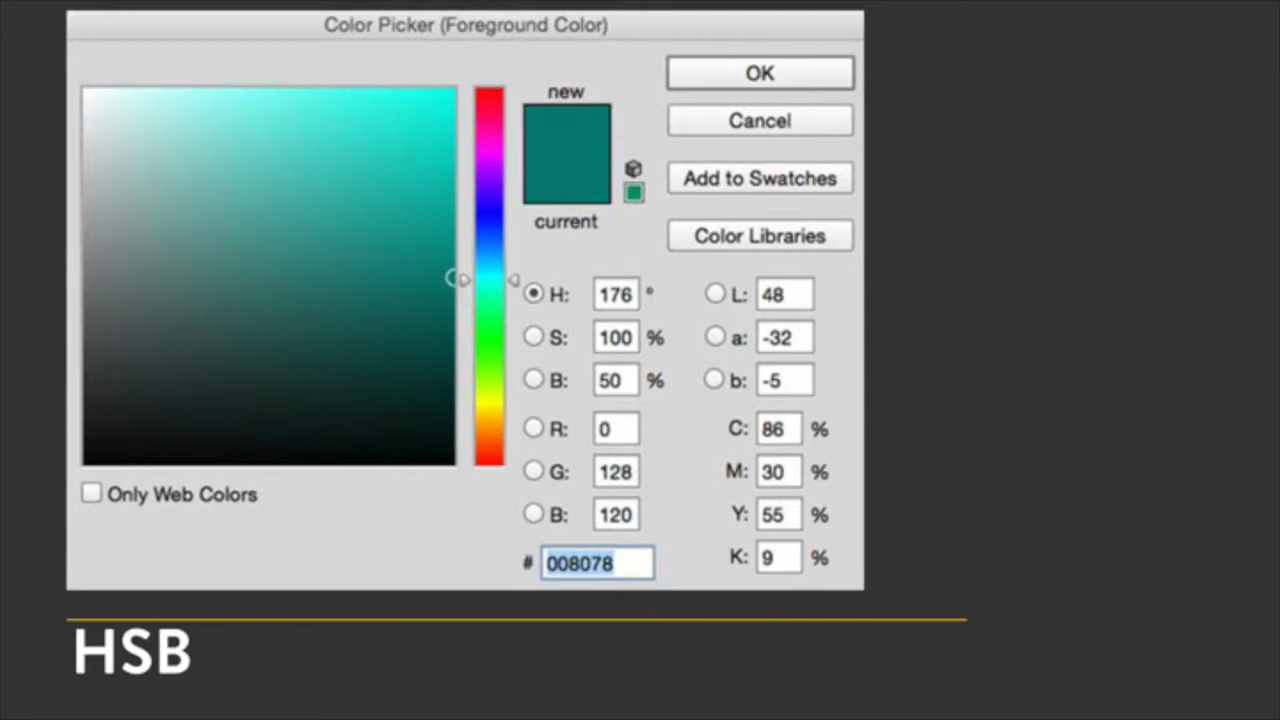 Color Picker (Foreground Color)
new
current
OK
Cancel
Add to Swatches
Color Libraries
H: 176 °
S: 100 %
B: 50 %
R: 0
G: 128
B: 120
# 008078
L: 48
a: -32
b: -5
C: 86 %
M: 30 %
Y: 55 %
K: 9 %
Only Web Colors
HSB